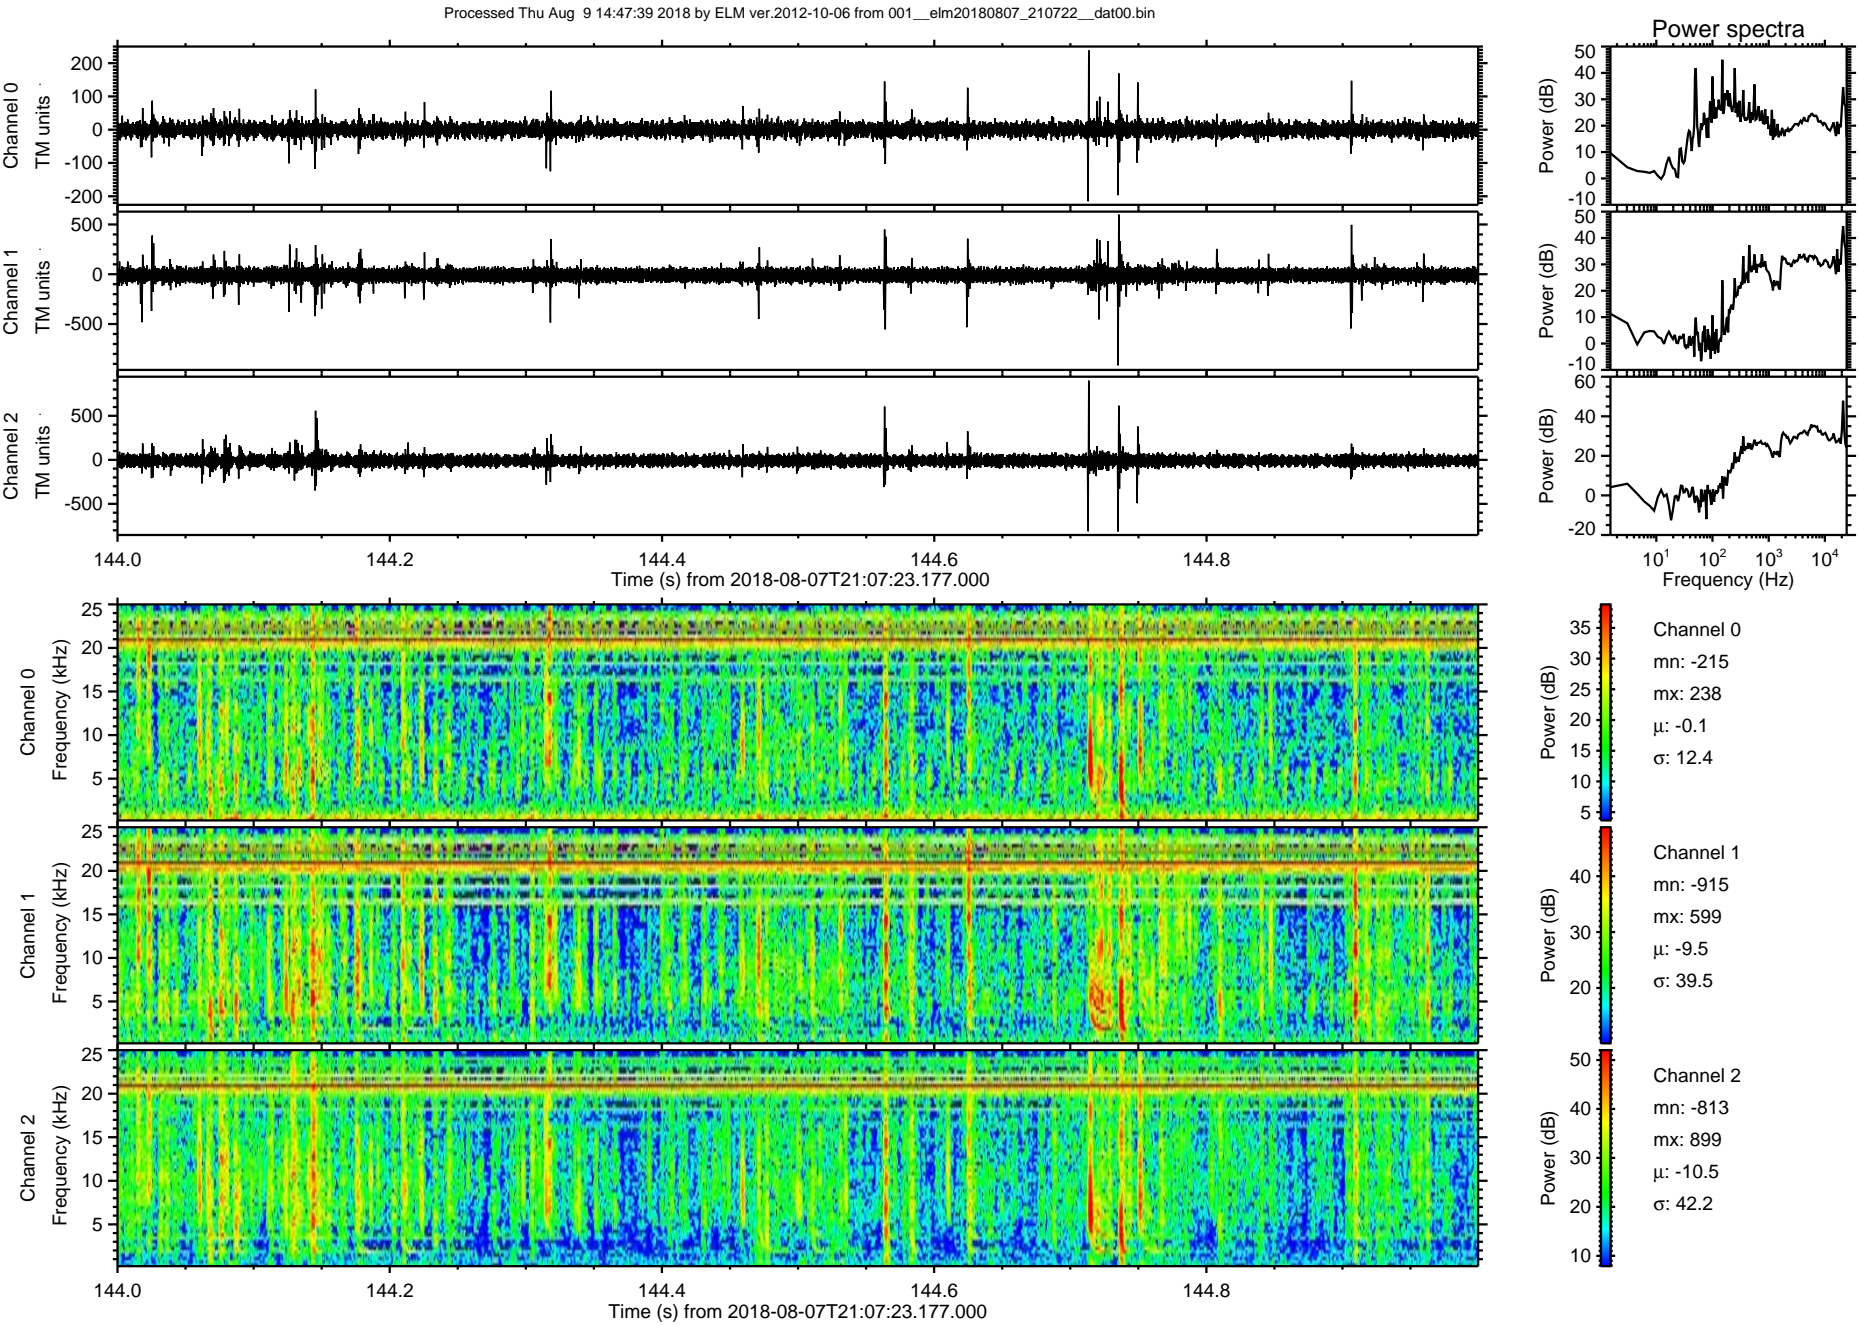 Processed Thu Aug  9 14:47:39 2018 by ELM ver.2012-10-06 from 001__elm20180807_210722__dat00.bin
Power spectra
Channel 0
TM units
200
100
0
-100
-200
Power (dB)
50
40
30
20
10
0
-10
Channel 1
TM units
500
0
-500
Power (dB)
50
40
30
20
10
0
-10
Channel 2
TM units
500
0
-500
Power (dB)
60
40
20
0
-20
144.0 144.2 144.4 144.6 144.8
Time (s) from 2018-08-07T21:07:23.177.000
10^1 10^2 10^3 10^4
Frequency (Hz)
Channel 0
Frequency (kHz)
25
20
15
10
5
Power (dB)
35
30
25
20
15
10
5
Channel 0
mn: -215
mx: 238
μ: -0.1
σ: 12.4
Channel 1
Frequency (kHz)
25
20
15
10
5
Power (dB)
40
30
20
Channel 1
mn: -915
mx: 599
μ: -9.5
σ: 39.5
Channel 2
Frequency (kHz)
25
20
15
10
5
Power (dB)
50
40
30
20
10
Channel 2
mn: -813
mx: 899
μ: -10.5
σ: 42.2
144.0 144.2 144.4 144.6 144.8
Time (s) from 2018-08-07T21:07:23.177.000